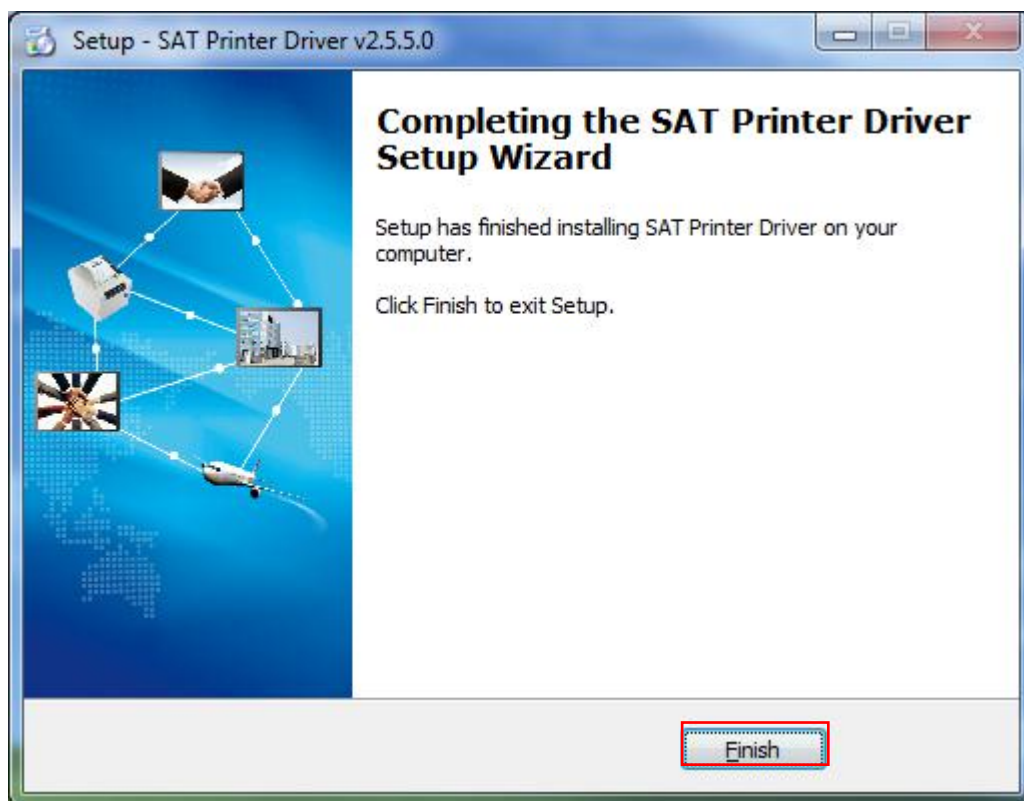 Setup - SAT Printer Driver v2.5.5.0
Completing the SAT Printer Driver
Setup Wizard
Setup has finished installing SAT Printer Driver on your
computer.
Click Finish to exit Setup.
Finish